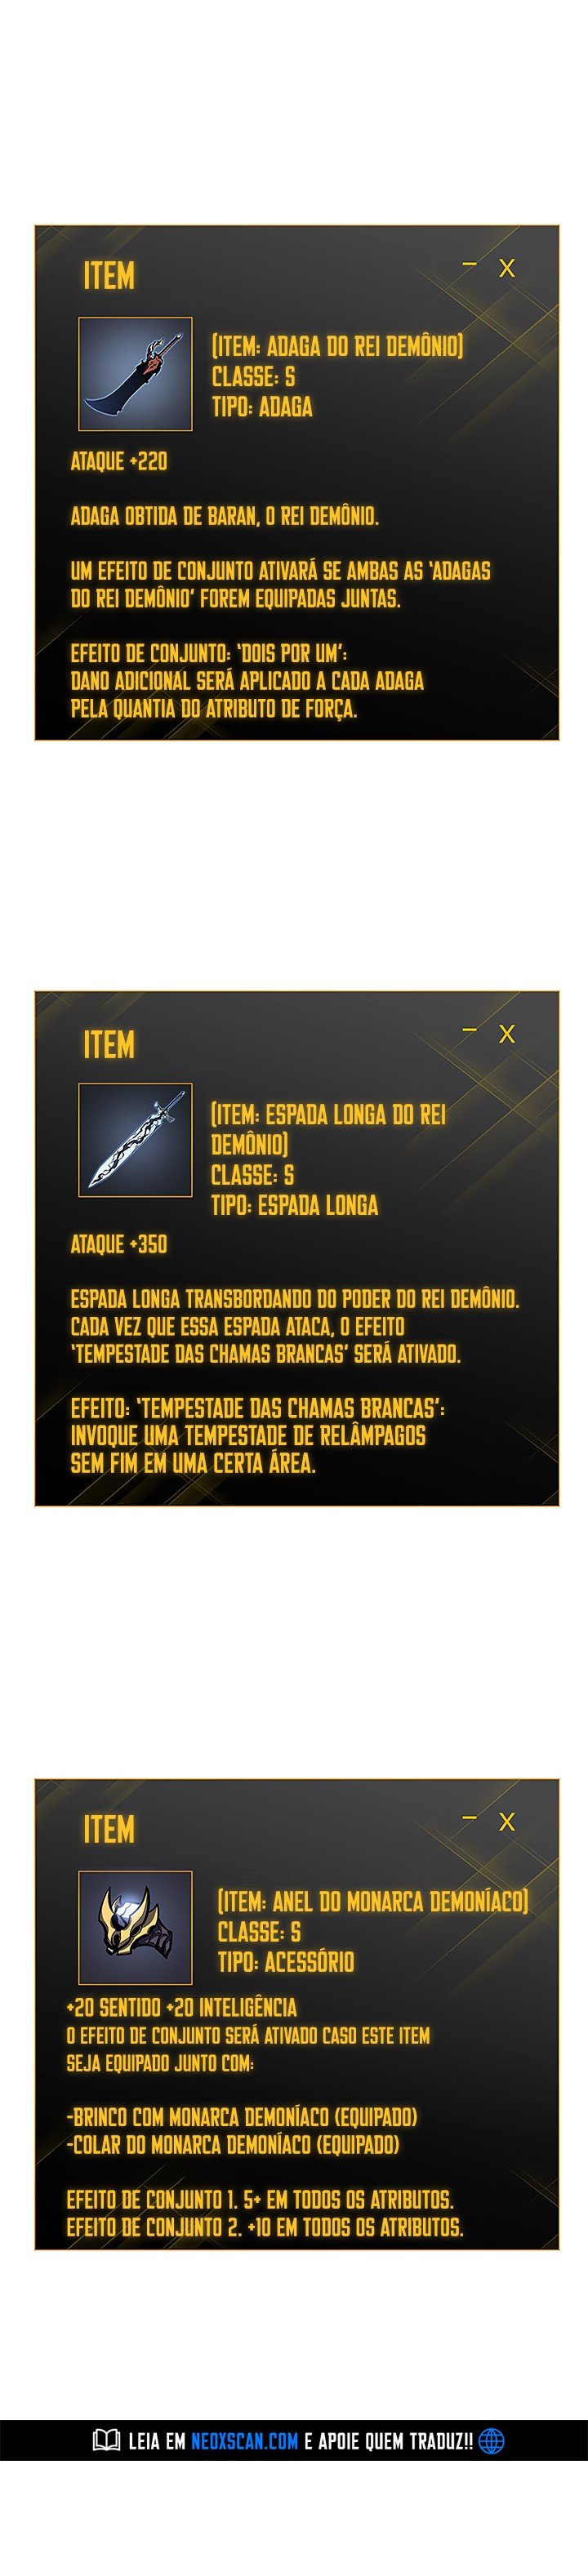 ITEM
– X
[ITEM: ADAGA DO REI DEMÔNIO]
CLASSE: S
TIPO: ADAGA
ATAQUE +220
ADAGA OBTIDA DE BARAN, O REI DEMÔNIO.
UM EFEITO DE CONJUNTO ATIVARÁ SE AMBAS AS 'ADAGAS
DO REI DEMÔNIO' FOREM EQUIPADAS JUNTAS.
EFEITO DE CONJUNTO: 'DOIS POR UM':
DANO ADICIONAL SERÁ APLICADO A CADA ADAGA
PELA QUANTIA DO ATRIBUTO DE FORÇA.
ITEM
– X
[ITEM: ESPADA LONGA DO REI
DEMÔNIO]
CLASSE: S
TIPO: ESPADA LONGA
ATAQUE +350
ESPADA LONGA TRANSBORDANDO DO PODER DO REI DEMÔNIO.
CADA VEZ QUE ESSA ESPADA ATACA, O EFEITO
'TEMPESTADE DAS CHAMAS BRANCAS' SERÁ ATIVADO.
EFEITO: 'TEMPESTADE DAS CHAMAS BRANCAS':
INVOQUE UMA TEMPESTADE DE RELÂMPAGOS
SEM FIM EM UMA CERTA ÁREA.
ITEM
– X
[ITEM: ANEL DO MONARCA DEMONÍACO]
CLASSE: S
TIPO: ACESSÓRIO
+20 SENTIDO +20 INTELIGÊNCIA
O EFEITO DE CONJUNTO SERÁ ATIVADO CASO ESTE ITEM
SEJA EQUIPADO JUNTO COM:
-BRINCO COM MONARCA DEMONÍACO (EQUIPADO)
-COLAR DO MONARCA DEMONÍACO (EQUIPADO)
EFEITO DE CONJUNTO 1. 5+ EM TODOS OS ATRIBUTOS.
EFEITO DE CONJUNTO 2. +10 EM TODOS OS ATRIBUTOS.
LEIA EM NEOXSCAN.COM E APOIE QUEM TRADUZ!!